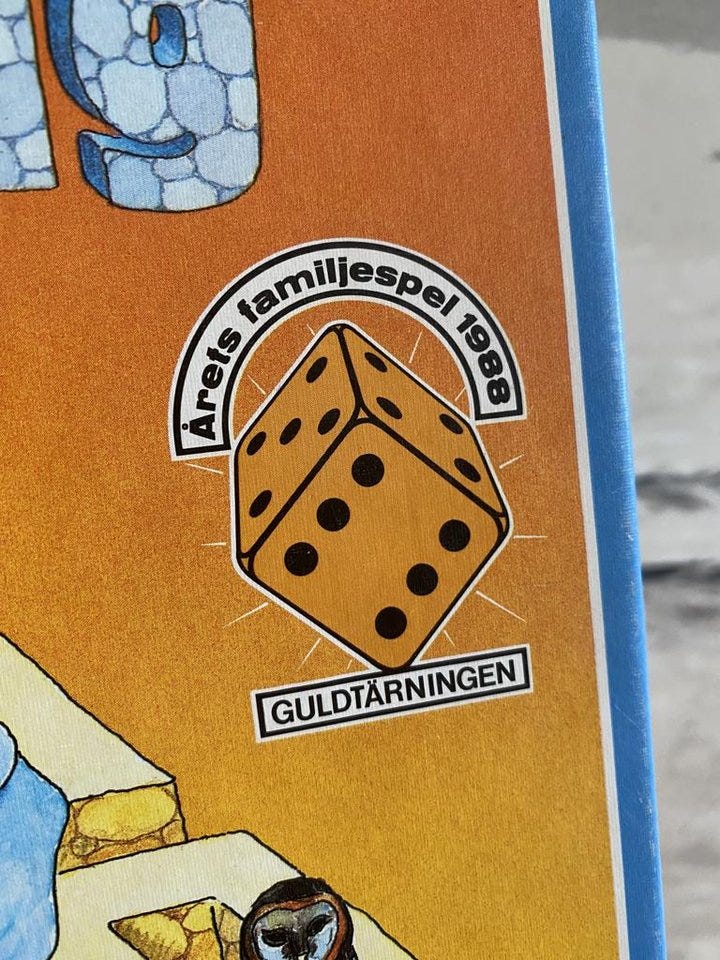 g
Årets familjespel 1988
GULDTÄRNINGEN